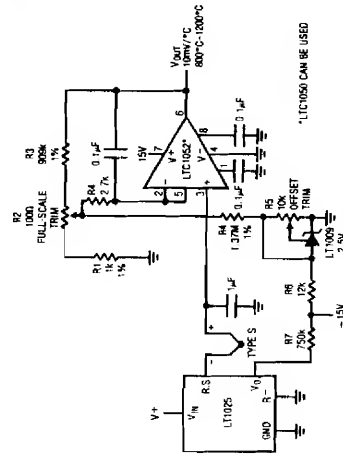 R2
100Ω
FULL-SCALE
TRIM
R3
909k
1%
R1
1k
1%
R4
2.7k
0.1µF
VOUT
10mV/°C
800°C-1200°C
15V
7
V+
2
5
3
−
+
LTC1052*
6
V−
1
4
8
0.1µF
0.1µF
*LTC1050 CAN BE USED
V+
VIN
LT1025
R.S
VO
GND
R−
−
+
TYPE S
1µF
R4
1.37M
1%
R5
10k
OFFSET
TRIM
LT1009
2.5V
R6
12k
R7
750k
−15V